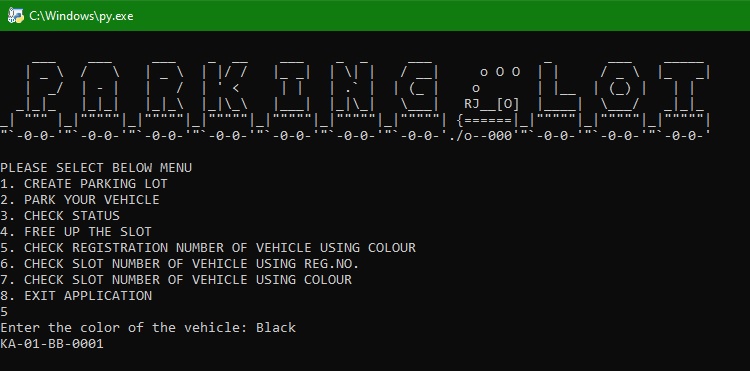 C:\Windows\py.exe
PARKING LOT
PLEASE SELECT BELOW MENU
1. CREATE PARKING LOT
2. PARK YOUR VEHICLE
3. CHECK STATUS
4. FREE UP THE SLOT
5. CHECK REGISTRATION NUMBER OF VEHICLE USING COLOUR
6. CHECK SLOT NUMBER OF VEHICLE USING REG.NO.
7. CHECK SLOT NUMBER OF VEHICLE USING COLOUR
8. EXIT APPLICATION
5
Enter the color of the vehicle: Black
KA-01-BB-0001